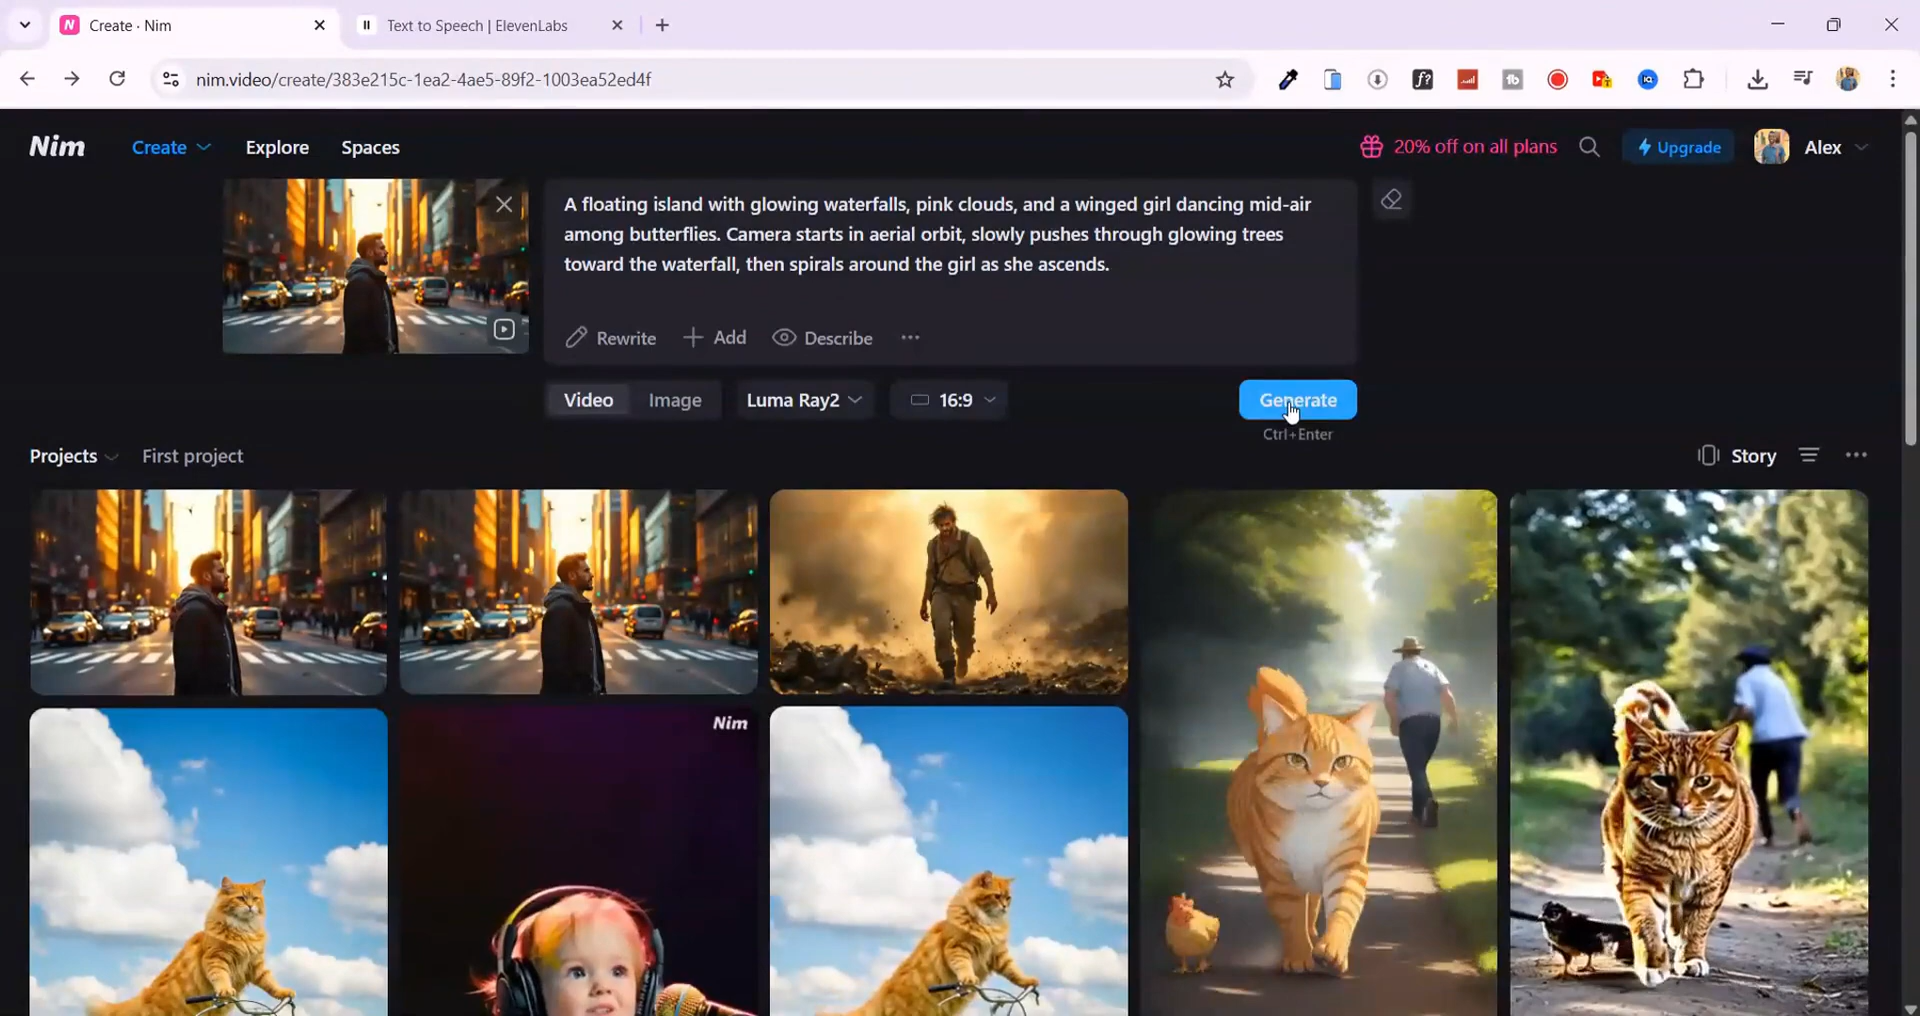 Create · Nim
Text to Speech | ElevenLabs
nim.video/create/383e215c-1ea2-4ae5-89f2-1003ea52ed4f
Nim
Create
Explore
Spaces
20% off on all plans
Upgrade
Alex
A floating island with glowing waterfalls, pink clouds, and a winged girl dancing mid-air
among butterflies. Camera starts in aerial orbit, slowly pushes through glowing trees
toward the waterfall, then spirals around the girl as she ascends.
Rewrite
Add
Describe
Video
Image
Luma Ray2
16:9
Generate
Ctrl+Enter
Projects
First project
Story
Nim